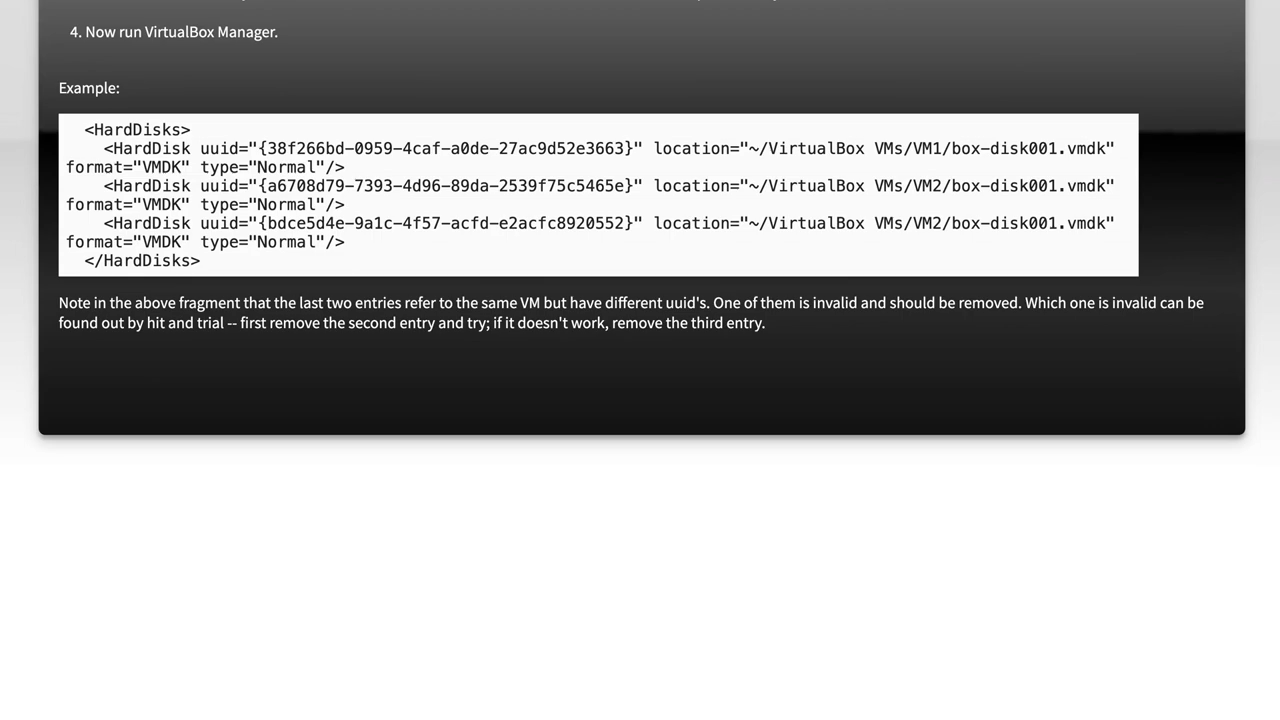 4. Now run VirtualBox Manager.
Example:
<HardDisks>
<HardDisk uuid="{38f266bd-0959-4caf-a0de-27ac9d52e3663}" location="~/VirtualBox VMs/VM1/box-disk001.vmdk"
format="VMDK" type="Normal"/>
<HardDisk uuid="{a6708d79-7393-4d96-89da-2539f75c5465e}" location="~/VirtualBox VMs/VM2/box-disk001.vmdk"
format="VMDK" type="Normal"/>
<HardDisk uuid="{bdce5d4e-9a1c-4f57-acfd-e2acfc8920552}" location="~/VirtualBox VMs/VM2/box-disk001.vmdk"
format="VMDK" type="Normal"/>
</HardDisks>
Note in the above fragment that the last two entries refer to the same VM but have different uuid's. One of them is invalid and should be removed. Which one is invalid can be
found out by hit and trial -- first remove the second entry and try; if it doesn't work, remove the third entry.